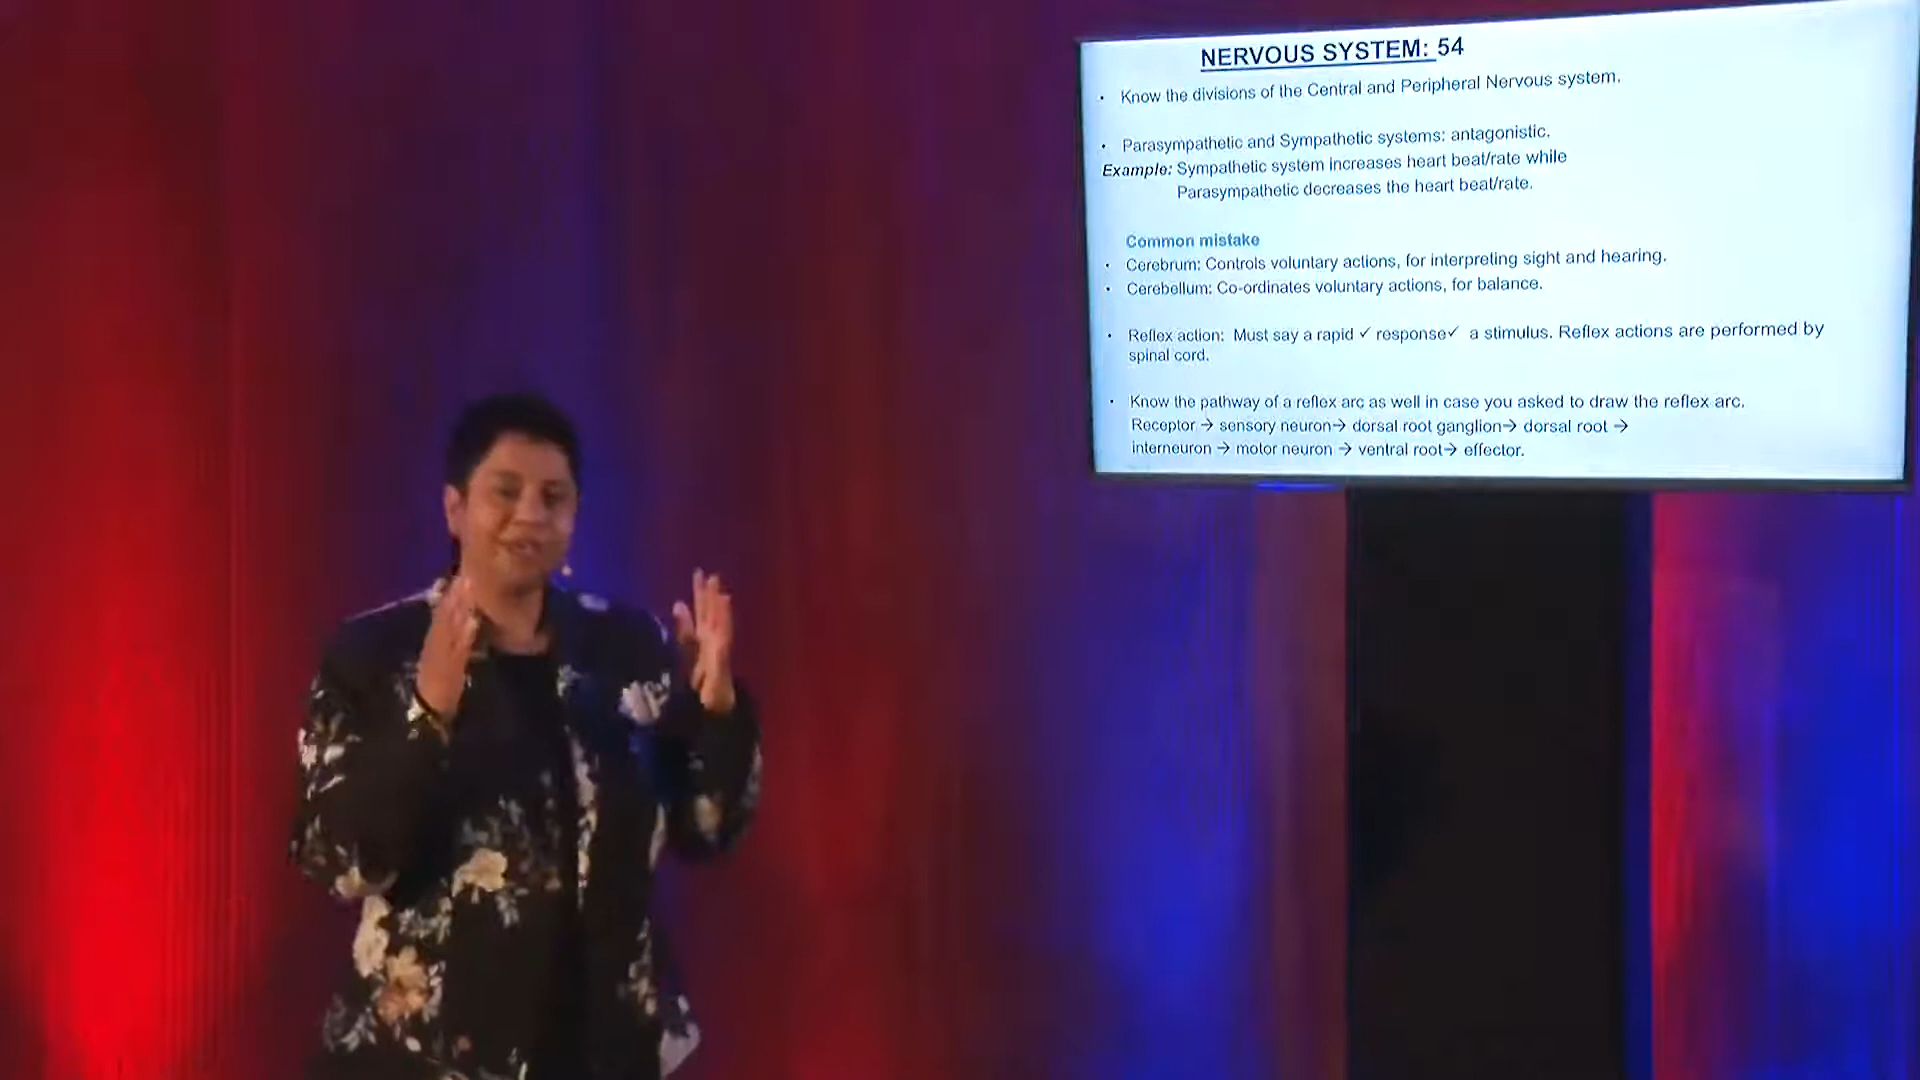 NERVOUS SYSTEM: 54
• Know the divisions of the Central and Peripheral Nervous system.
• Parasympathetic and Sympathetic systems: antagonistic.
Example: Sympathetic system increases heart beat/rate while
Parasympathetic decreases the heart beat/rate.
Common mistake
• Cerebrum: Controls voluntary actions, for interpreting sight and hearing.
• Cerebellum: Co-ordinates voluntary actions, for balance.
• Reflex action: Must say a rapid ✓ response✓ a stimulus. Reflex actions are performed by
spinal cord.
• Know the pathway of a reflex arc as well in case you asked to draw the reflex arc.
Receptor → sensory neuron→ dorsal root ganglion→ dorsal root →
interneuron → motor neuron → ventral root→ effector.